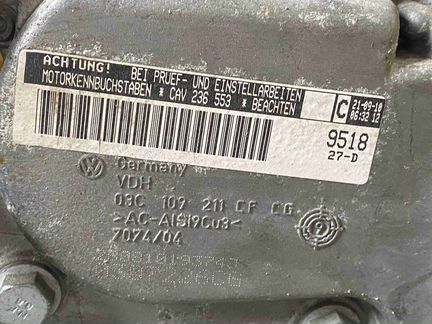 ACHTUNG! BEI PRUEF- UND EINSTELLARBEITEN
MOTORKENNBUCHSTABEN * CAV 236 553 * BEACHTEN
C
21-09-10
06:32 12
9518
27-D
Germany
VDH
03C 109 211 CF CG
>AC-AlSi9Cu3<
7074/04